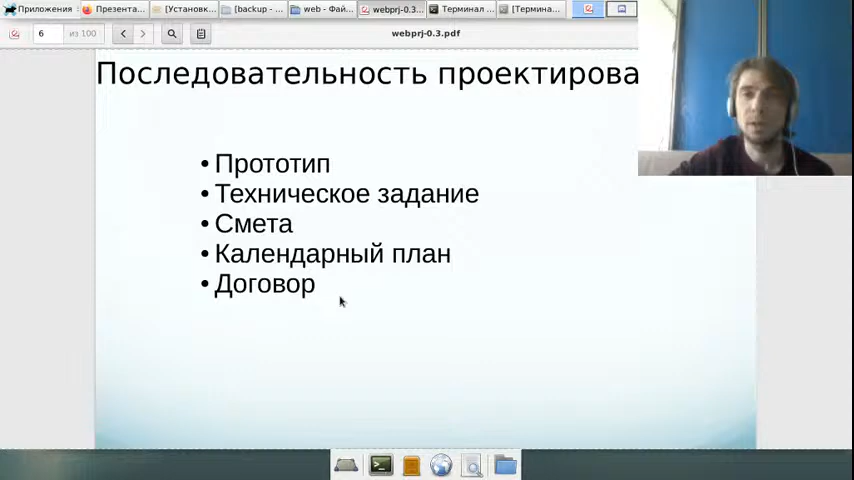 Приложения
Презента...
[Установк...
[backup - ...
web - Фай...
webprj-0.3...
Терминал ...
[Термина...
6
из 100
webprj-0.3.pdf
Последовательность проектирова
• Прототип
• Техническое задание
• Смета
• Календарный план
• Договор